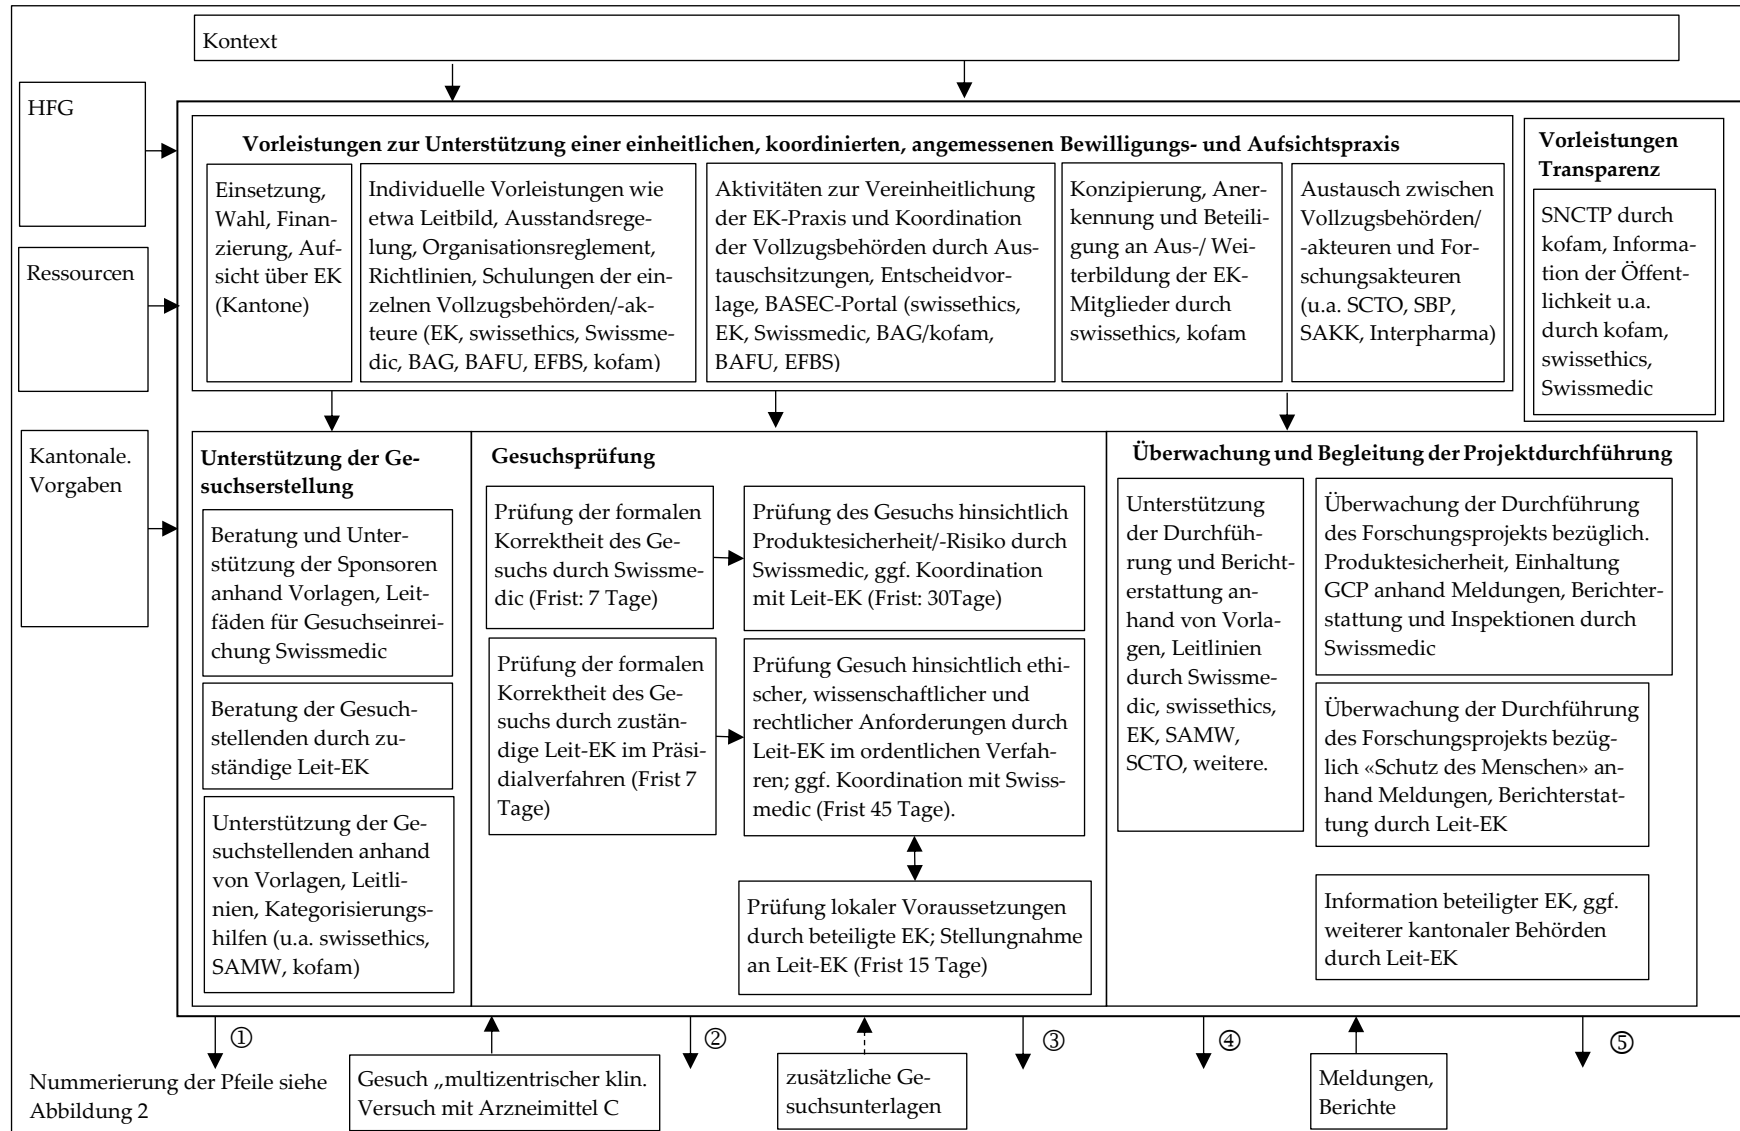 Kontext
HFG
Ressourcen
Kantonale.
Vorgaben
Vorleistungen zur Unterstützung einer einheitlichen, koordinierten, angemessenen Bewilligungs- und Aufsichtspraxis
Einsetzung,
Wahl, Finan-
zierung, Auf-
sicht über EK
(Kantone)
Individuelle Vorleistungen wie
etwa Leitbild, Ausstandsrege-
lung, Organisationsreglement,
Richtlinien, Schulungen der ein-
zelnen Vollzugsbehörden/-ak-
teure (EK, swissethics, Swissme-
dic, BAG, BAFU, EFBS, kofam)
Aktivitäten zur Vereinheitlichung
der EK-Praxis und Koordination
der Vollzugsbehörden durch Aus-
tauschsitzungen, Entscheidvor-
lage, BASEC-Portal (swissethics,
EK, Swissmedic, BAG/kofam,
BAFU, EFBS)
Konzipierung, Aner-
kennung und Beteili-
gung an Aus-/ Wei-
terbildung der EK-
Mitglieder durch
swissethics, kofam
Austausch zwischen
Vollzugsbehörden/
-akteuren und For-
schungsakteuren
(u.a. SCTO, SBP,
SAKK, Interpharma)
Vorleistungen
Transparenz
SNCTP durch
kofam, Informa-
tion der Öffent-
lichkeit u.a.
durch kofam,
swissethics,
Swissmedic
Unterstützung der Ge-
suchserstellung
Beratung und Unter-
stützung der Sponsoren
anhand Vorlagen, Leit-
fäden für Gesuchseinrei-
chung Swissmedic
Beratung der Gesuch-
stellenden durch zu-
ständige Leit-EK
Unterstützung der Ge-
suchstellenden anhand
von Vorlagen, Leitli-
nien, Kategorisierungs-
hilfen (u.a. swissethics,
SAMW, kofam)
Gesuchsprüfung
Prüfung der formalen
Korrektheit des Ge-
suchs durch Swissme-
dic (Frist: 7 Tage)
Prüfung des Gesuchs hinsichtlich
Produktesicherheit/-Risiko durch
Swissmedic, ggf. Koordination
mit Leit-EK (Frist: 30Tage)
Prüfung der formalen
Korrektheit des Ge-
suchs durch zustän-
dige Leit-EK im Präsi-
dialverfahren (Frist 7
Tage)
Prüfung Gesuch hinsichtlich ethi-
scher, wissenschaftlicher und
rechtlicher Anforderungen durch
Leit-EK im ordentlichen Verfah-
ren; ggf. Koordination mit Swiss-
medic (Frist 45 Tage).
Prüfung lokaler Voraussetzungen
durch beteiligte EK; Stellungnahme
an Leit-EK (Frist 15 Tage)
Überwachung und Begleitung der Projektdurchführung
Unterstützung
der Durchfüh-
rung und Bericht-
erstattung an-
hand von Vorla-
gen, Leitlinien
durch Swissme-
dic, swissethics,
EK, SAMW,
SCTO, weitere.
Überwachung der Durchführung
des Forschungsprojekts bezüglich.
Produktesicherheit, Einhaltung
GCP anhand Meldungen, Berichter-
stattung und Inspektionen durch
Swissmedic
Überwachung der Durchführung
des Forschungsprojekts bezüg-
lich «Schutz des Menschen» an-
hand Meldungen, Berichterstat-
tung durch Leit-EK
Information beteiligter EK, ggf.
weiterer kantonaler Behörden
durch Leit-EK
① ② ③ ④ ⑤
Nummerierung der Pfeile siehe
Abbildung 2
Gesuch „multizentrischer klin.
Versuch mit Arzneimittel C
zusätzliche Ge-
suchsunterlagen
Meldungen,
Berichte